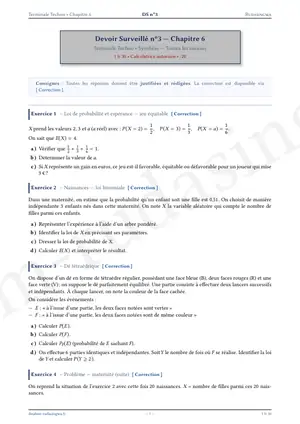 Terminale Techno • Chapitre 6 DS n°3
Devoir Surveillé n°3 — Chapitre 6
Terminale Techno • Synthèse — Toutes les notions
1 h 30 • Calculatrice autorisée • /20
Consignes : Toutes les réponses doivent être justifiées et rédigées. La correction est disponible via
[ Correction ].
Exercice 1 – Loi de probabilité et espérance — jeu équitable [ Correction ]
X prend les valeurs 2, 3 et a (a réel) avec : P(X = 2) = 1/2, P(X = 3) = 1/3, P(X = a) = 1/6.
On sait que E(X) = 4.
a) Vérifier que 1/2 + 1/3 + 1/6 = 1.
b) Déterminer la valeur de a.
c) Si X représente un gain en euros, ce jeu est-il favorable, équitable ou défavorable pour un joueur qui mise
3 € ?
Exercice 2 – Naissances — loi binomiale [ Correction ]
Dans une maternité, on estime que la probabilité qu'un enfant soit une fille est 0,51. On choisit de manière
indépendante 3 enfants nés dans cette maternité. On note X la variable aléatoire qui compte le nombre de
filles parmi ces enfants.
a) Représenter l'expérience à l'aide d'un arbre pondéré.
b) Identifier la loi de X en précisant ses paramètres.
c) Dresser la loi de probabilité de X.
d) Calculer E(X) et interpréter le résultat.
Exercice 3 – Dé tétraédrique [ Correction ]
On dispose d'un dé en forme de tétraèdre régulier, possédant une face bleue (B), deux faces rouges (R) et une
face verte (V) ; on suppose le dé parfaitement équilibré. Une partie consiste à effectuer deux lancers successifs
et indépendants. À chaque lancer, on note la couleur de la face cachée.
On considère les événements :
— E : « à l'issue d'une partie, les deux faces notées sont vertes »
— F : « à l'issue d'une partie, les deux faces notées sont de même couleur »
a) Calculer P(E).
b) Calculer P(F).
c) Calculer P_F(E) (probabilité de E sachant F).
d) On effectue 6 parties identiques et indépendantes. Soit Y le nombre de fois où F se réalise. Identifier la loi
de Y et calculer P(Y ≥ 2).
Exercice 4 – Problème — maternité (suite) [ Correction ]
On reprend la situation de l'exercice 2 avec cette fois 20 naissances. X = nombre de filles parmi ces 20 nais-
sances.
– 1 – 1 h 30